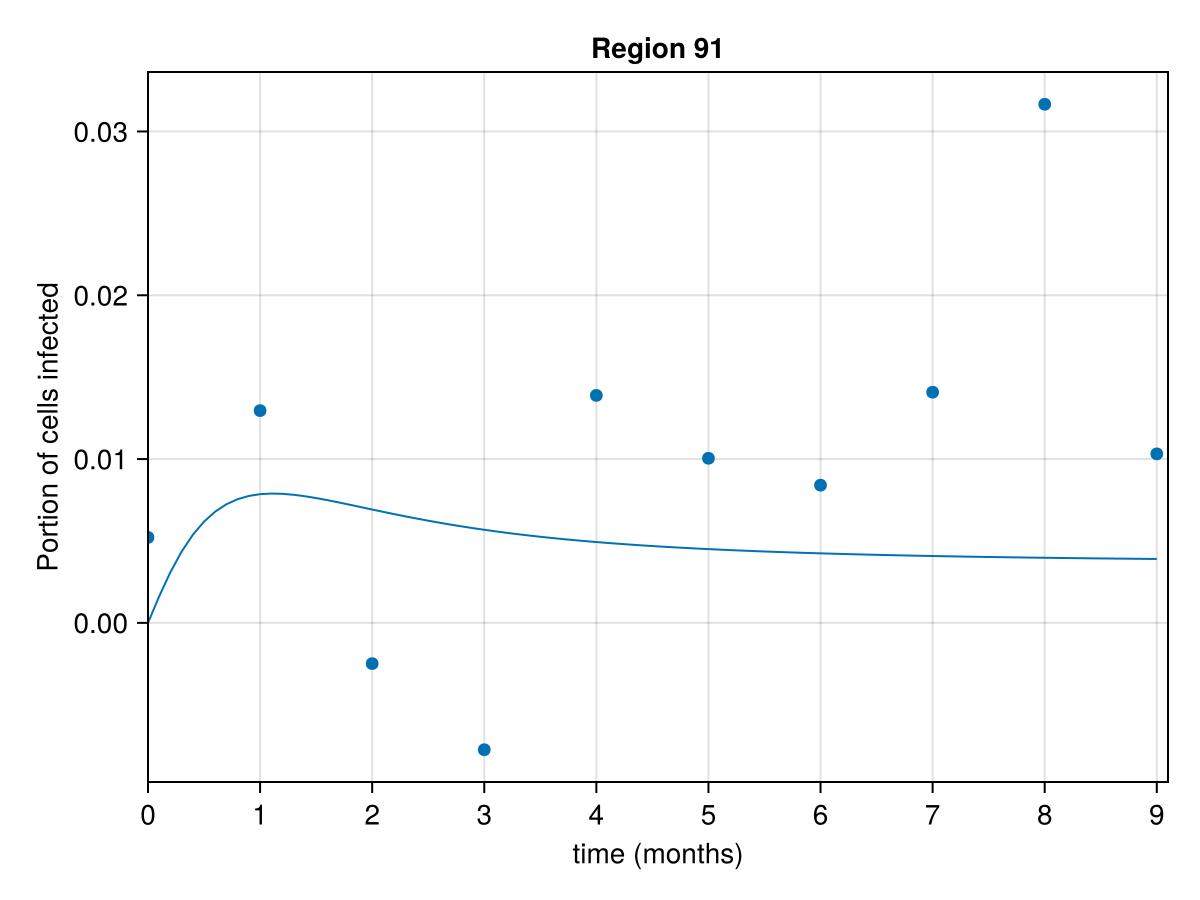 Region 91
Portion of cells infected
0.03
0.02
0.01
0.00
0 1 2 3 4 5 6 7 8 9
time (months)